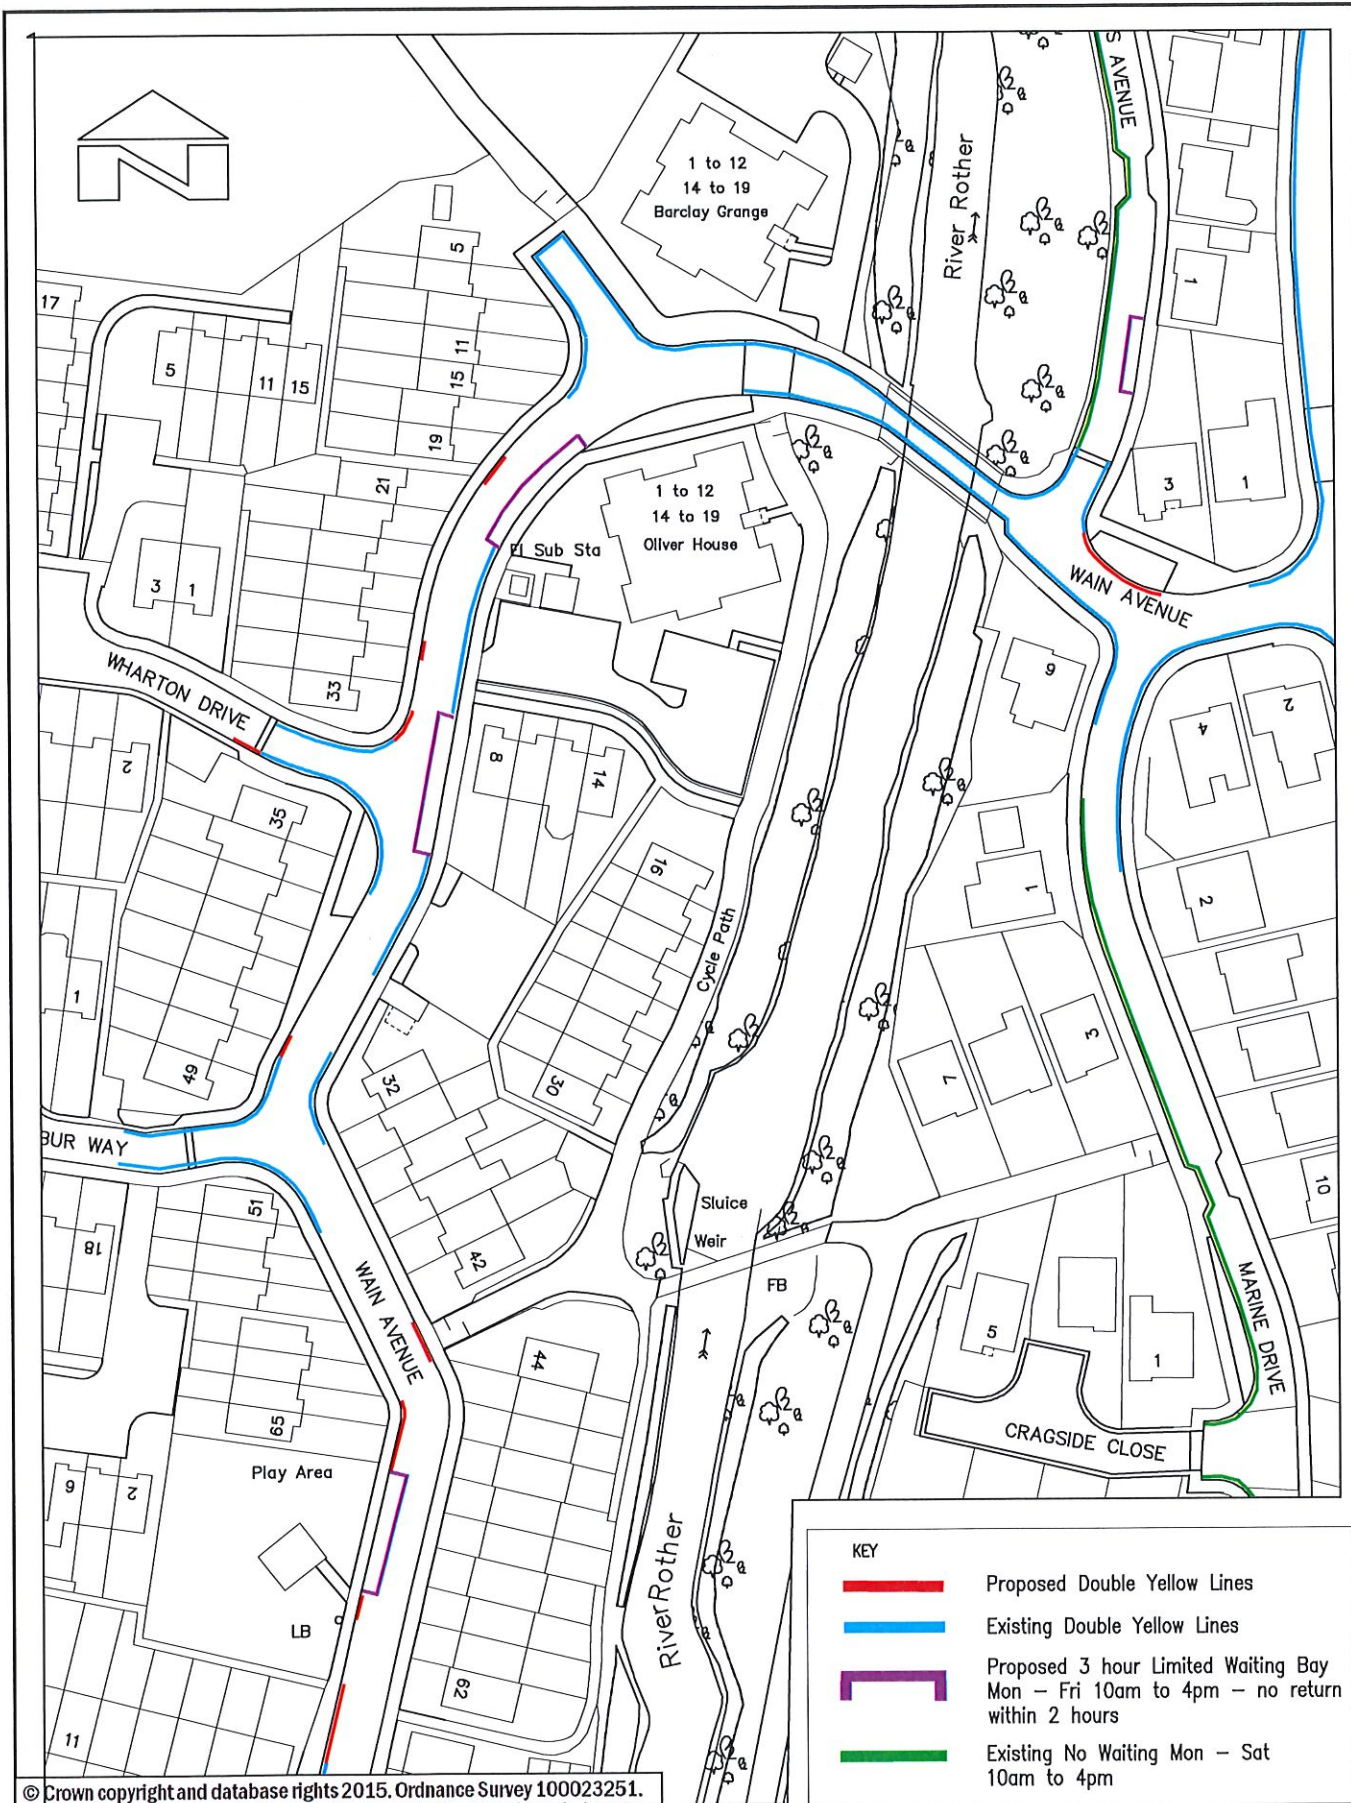 N
S AVENUE
1 to 12
14 to 19
Barclay Grange
River Rother
5
17
11
15
5
11
15
1
19
21
3
1
1 to 12
14 to 19
Oliver House
El Sub Sta
3
1
WAIN AVENUE
33
WHARTON DRIVE
6
2
4
2
8
14
35
16
1
2
Cycle Path
1
3
49
32
30
7
BUR WAY
51
Sluice
10
18
Weir
42
WAIN AVENUE
FB
MARINE DRIVE
44
5
1
65
CRAGSIDE CLOSE
Play Area
6
2
River Rother
LB
62
11
KEY
Proposed Double Yellow Lines
Existing Double Yellow Lines
Proposed 3 hour Limited Waiting Bay
Mon – Fri 10am to 4pm – no return
within 2 hours
Existing No Waiting Mon – Sat
10am to 4pm
© Crown copyright and database rights 2015. Ordnance Survey 100023251.